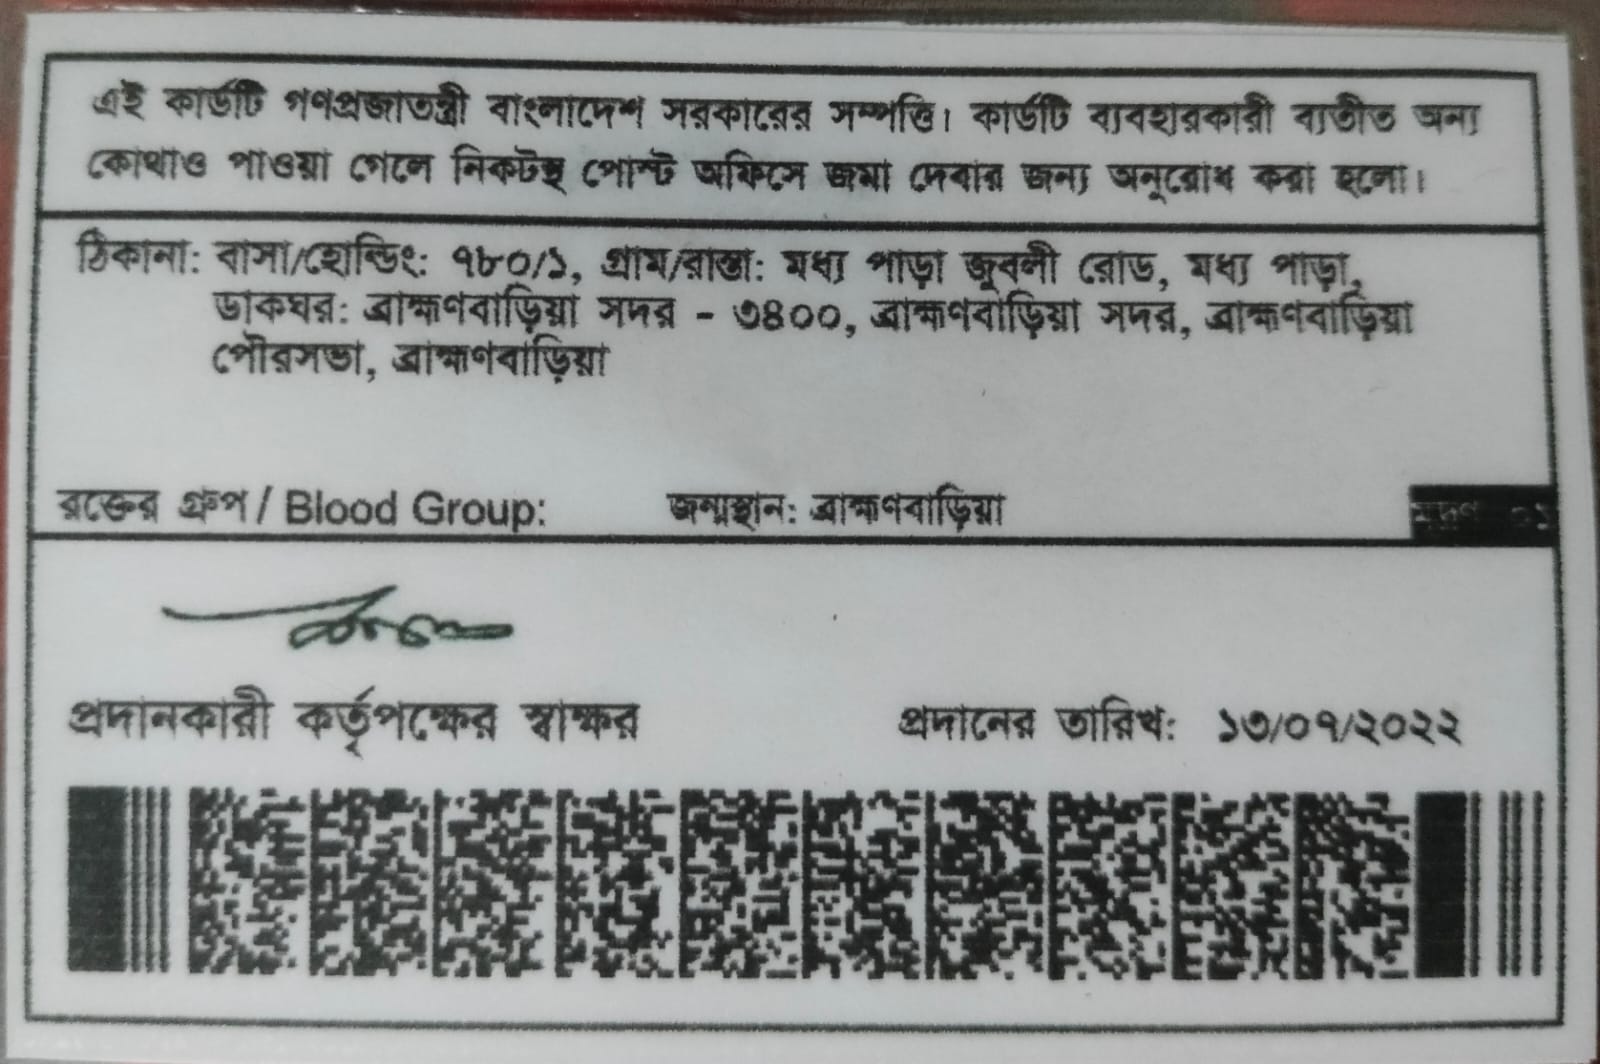 এই কার্ডটি গণপ্রজাতন্ত্রী বাংলাদেশ সরকারের সম্পত্তি। কার্ডটি ব্যবহারকারী ব্যতীত অন্য
কোথাও পাওয়া গেলে নিকটস্থ পোস্ট অফিসে জমা দেবার জন্য অনুরোধ করা হলো।
ঠিকানা: বাসা/হোল্ডিং: ৭৮০/১, গ্রাম/রাস্তা: মধ্য পাড়া জুবলী রোড, মধ্য পাড়া,
ডাকঘর: ব্রাহ্মণবাড়িয়া সদর - ৩৪০০, ব্রাহ্মণবাড়িয়া সদর, ব্রাহ্মণবাড়িয়া
পৌরসভা, ব্রাহ্মণবাড়িয়া
রক্তের গ্রুপ / Blood Group: জন্মস্থান: ব্রাহ্মণবাড়িয়া মুদ্রণ: ০১
প্রদানকারী কর্তৃপক্ষের স্বাক্ষর প্রদানের তারিখ: ১৩/০৭/২০২২